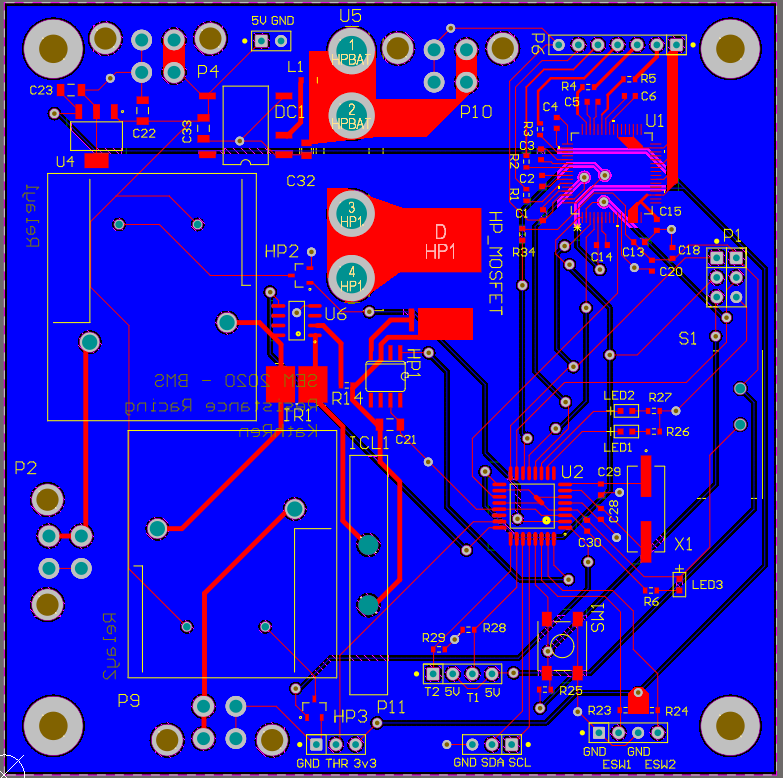 5V GND
U5
P6
1
HPBAT
P4
L1
R4
R5
C23
C5
C6
P10
DC1
2
HPBAT
C4
U1
C22
C33
R3
C3
U4
C32
R2
C2
Relay1
R1
C1
3
HP1
D
HP1
HP_MOSFET
C15
R34
C14
C13
C18
P1
HP2
4
HP1
C20
U6
S1
HP1
SEM 2020 - BMS
R14
LED2
R27
Resistance Racing
IR1
KathRen
C21
ICL1
LED1
R26
P2
U2
C29
C28
C30
X1
LED3
R6
Relay2
SW1
R29
R28
T2 5V T1 5V
R25
P9
P11
HP3
R23
R24
GND THR 3v3
GND SDA SCL
GND GND
ESW1 ESW2